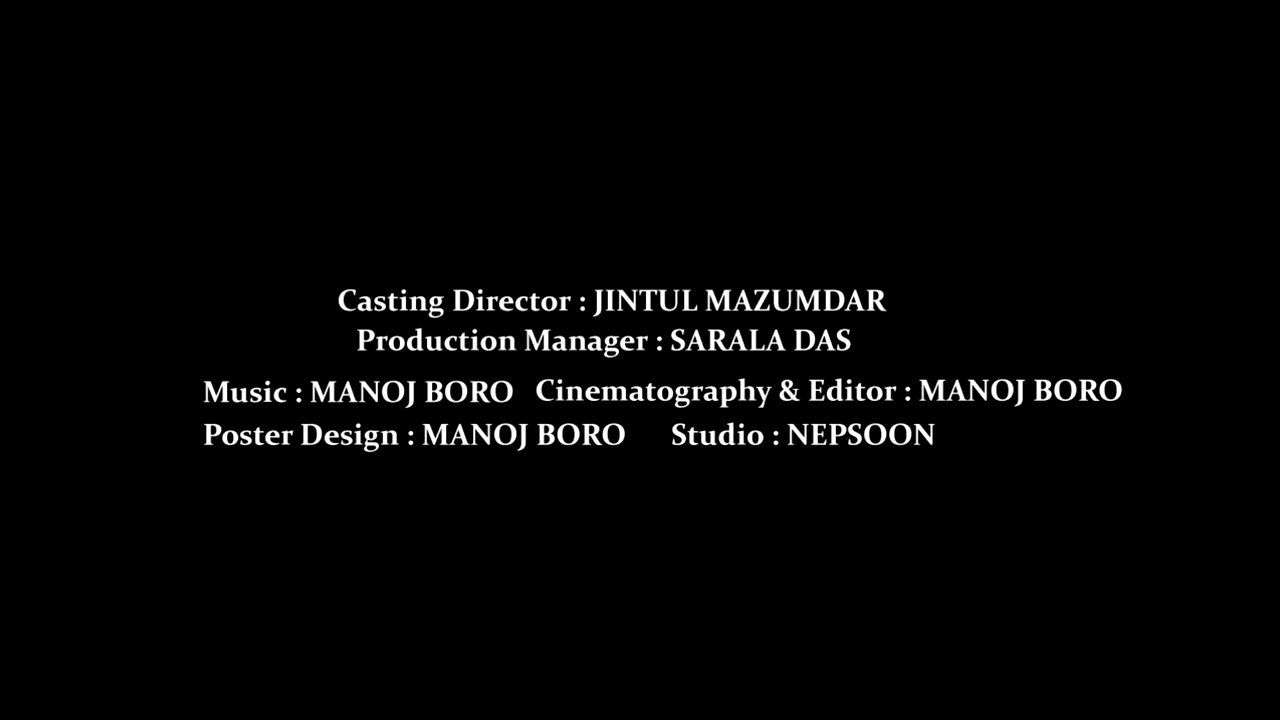 Casting Director : JINTUL MAZUMDAR
Production Manager : SARALA DAS
Music : MANOJ BORO Cinematography & Editor : MANOJ BORO
Poster Design : MANOJ BORO Studio : NEPSOON